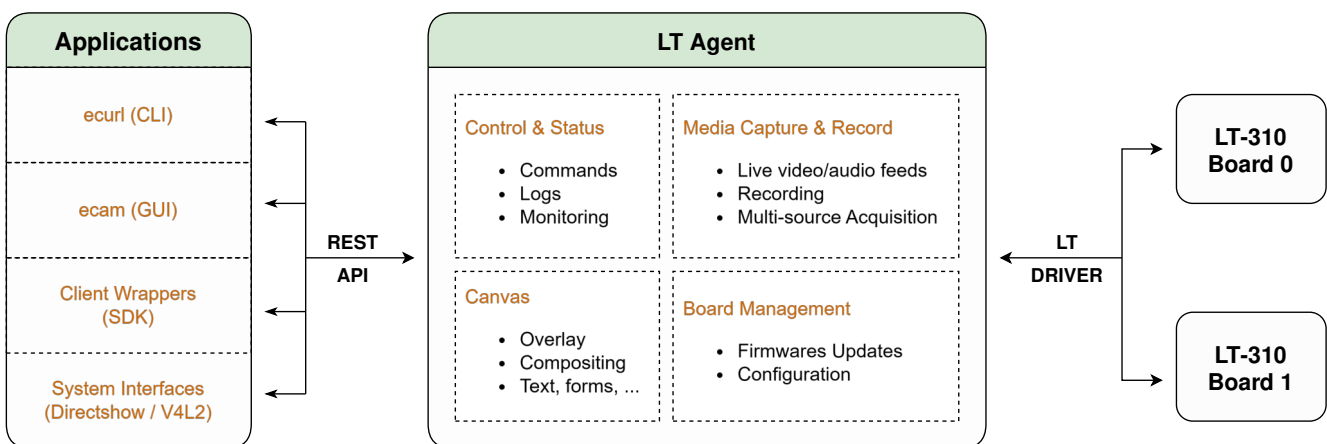 Applications
ecurl (CLI)
ecam (GUI)
Client Wrappers
(SDK)
System Interfaces
(Directshow / V4L2)
REST
API
LT Agent
Control & Status
• Commands
• Logs
• Monitoring
Media Capture & Record
• Live video/audio feeds
• Recording
• Multi-source Acquisition
Canvas
• Overlay
• Compositing
• Text, forms, ...
Board Management
• Firmwares Updates
• Configuration
LT
DRIVER
LT-310
Board 0
LT-310
Board 1